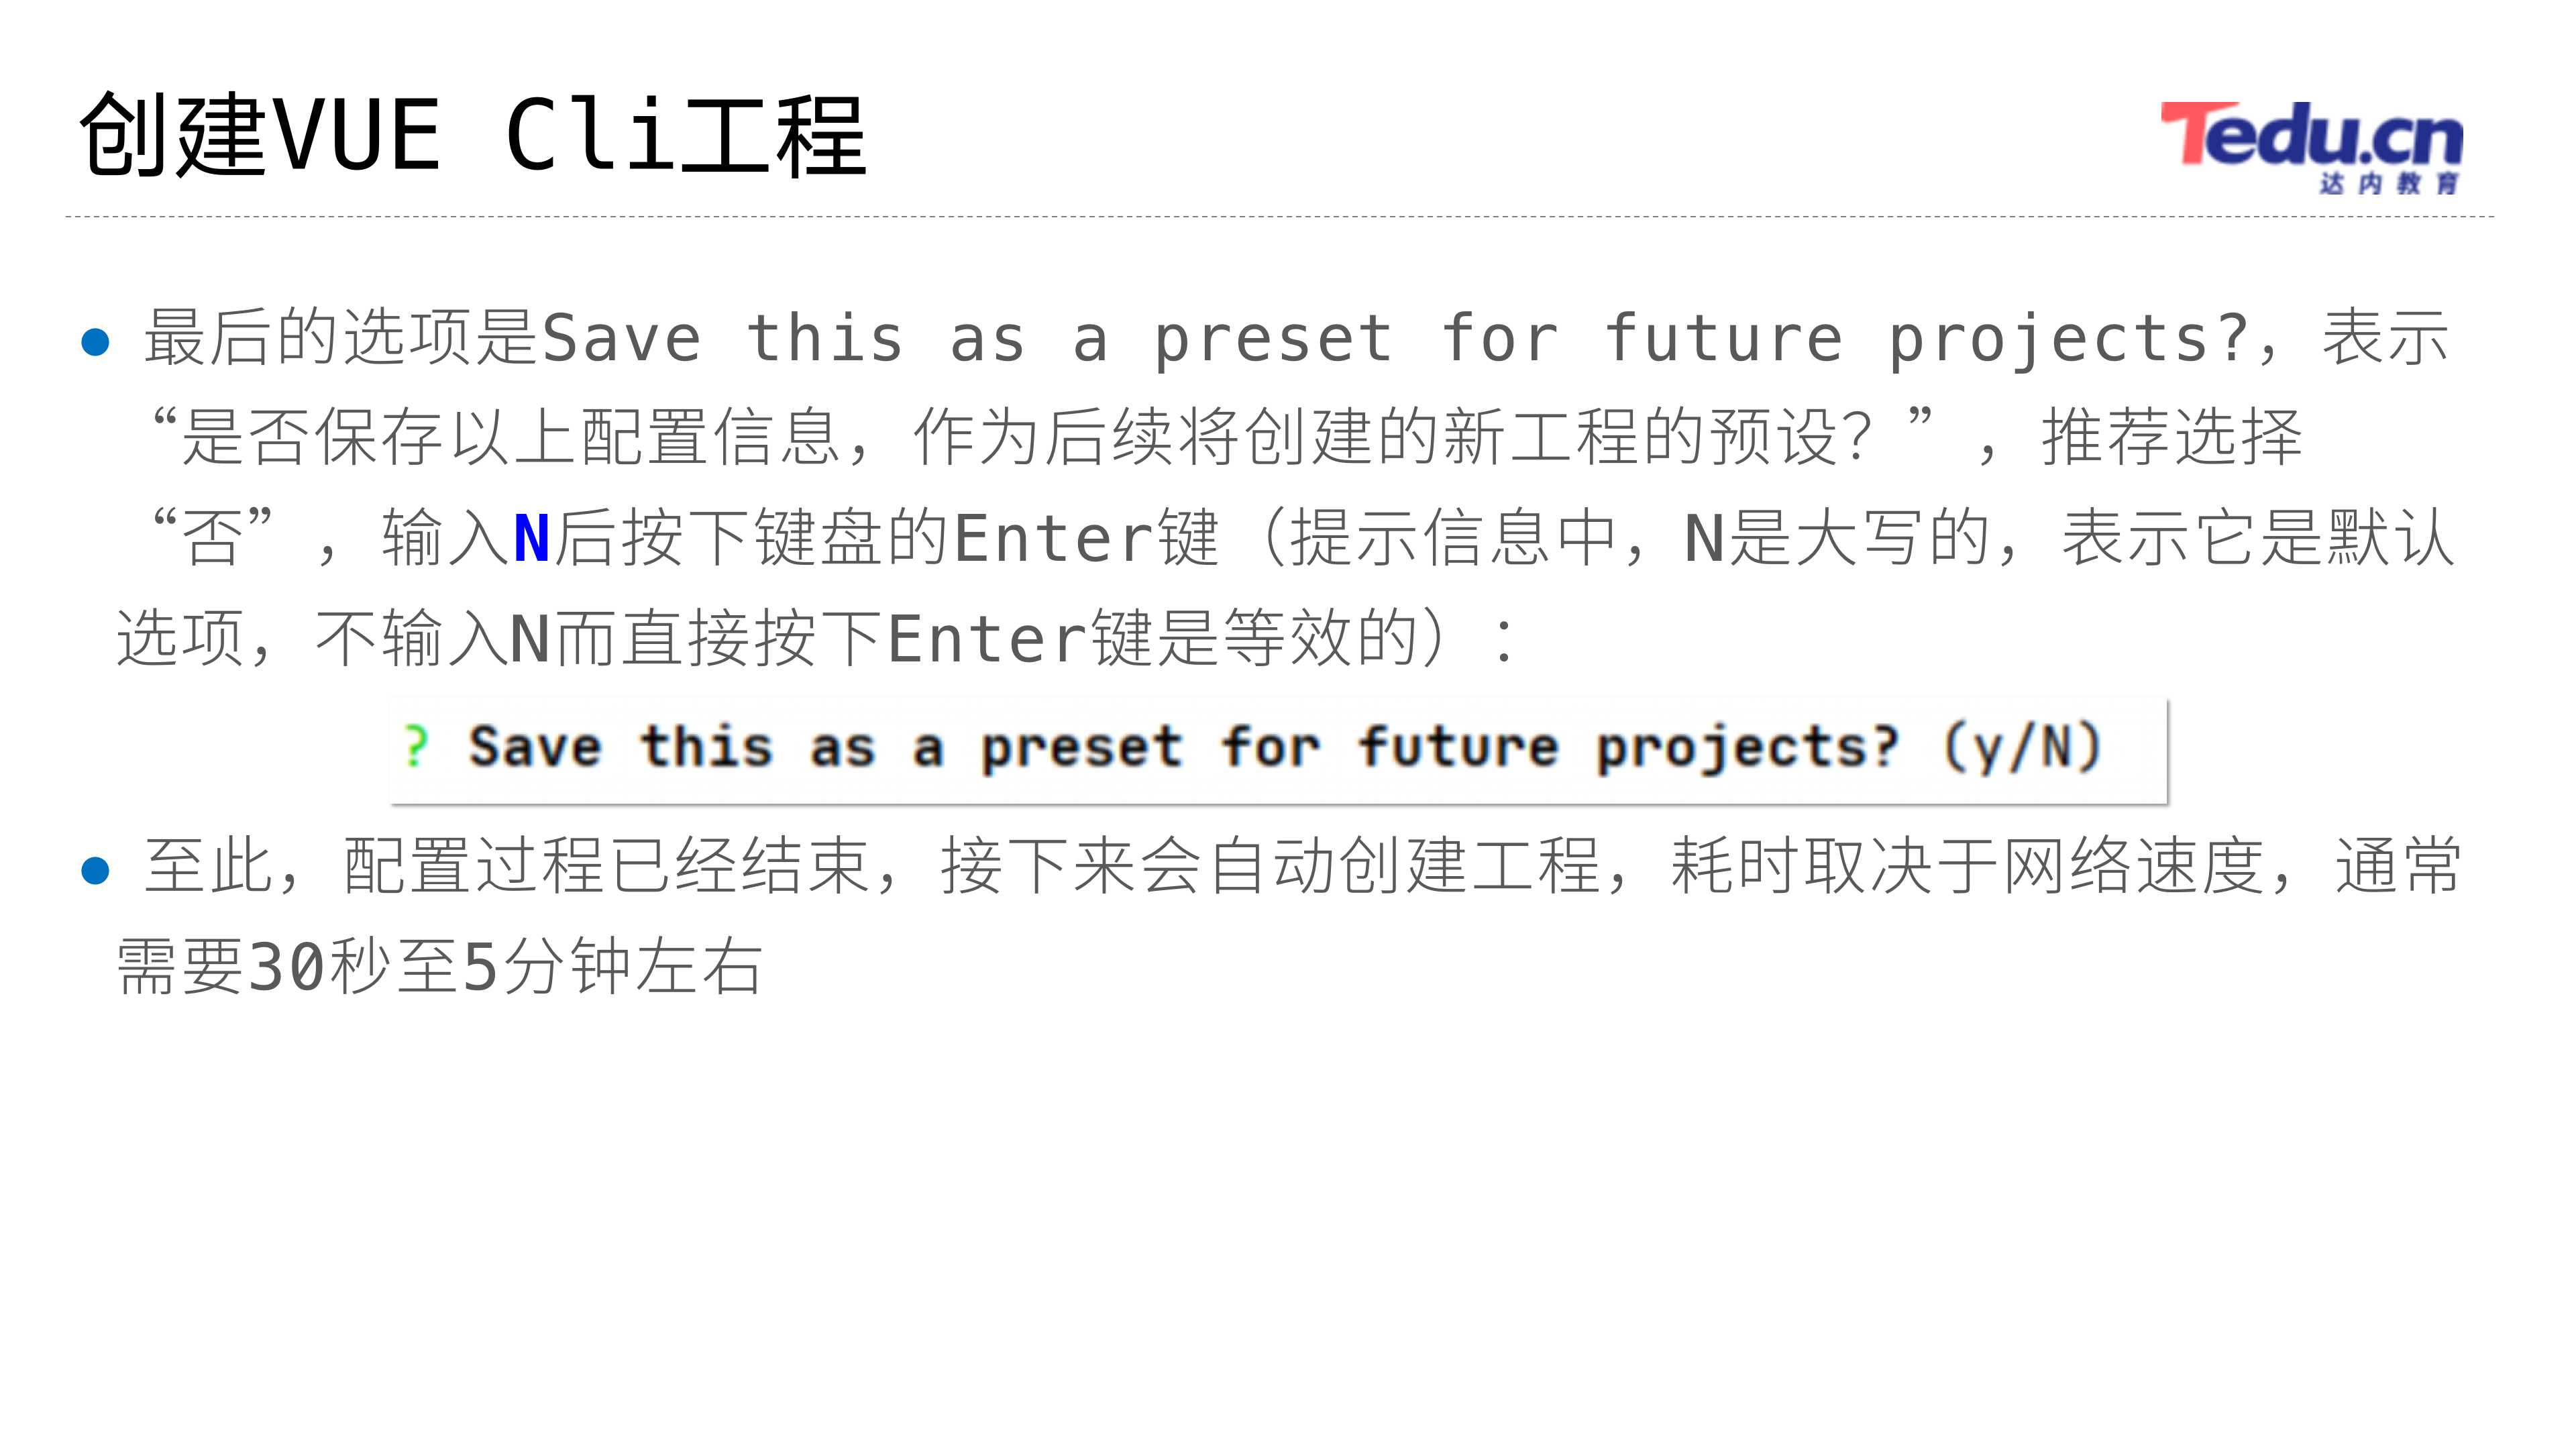 创建VUE Cli工程
Tedu.cn
达内教育
最后的选项是Save this as a preset for future projects?，表示
“是否保存以上配置信息，作为后续将创建的新工程的预设？”，推荐选择
“否”，输入N后按下键盘的Enter键（提示信息中，N是大写的，表示它是默认
选项，不输入N而直接按下Enter键是等效的）：
? Save this as a preset for future projects? (y/N)
至此，配置过程已经结束，接下来会自动创建工程，耗时取决于网络速度，通常
需要30秒至5分钟左右